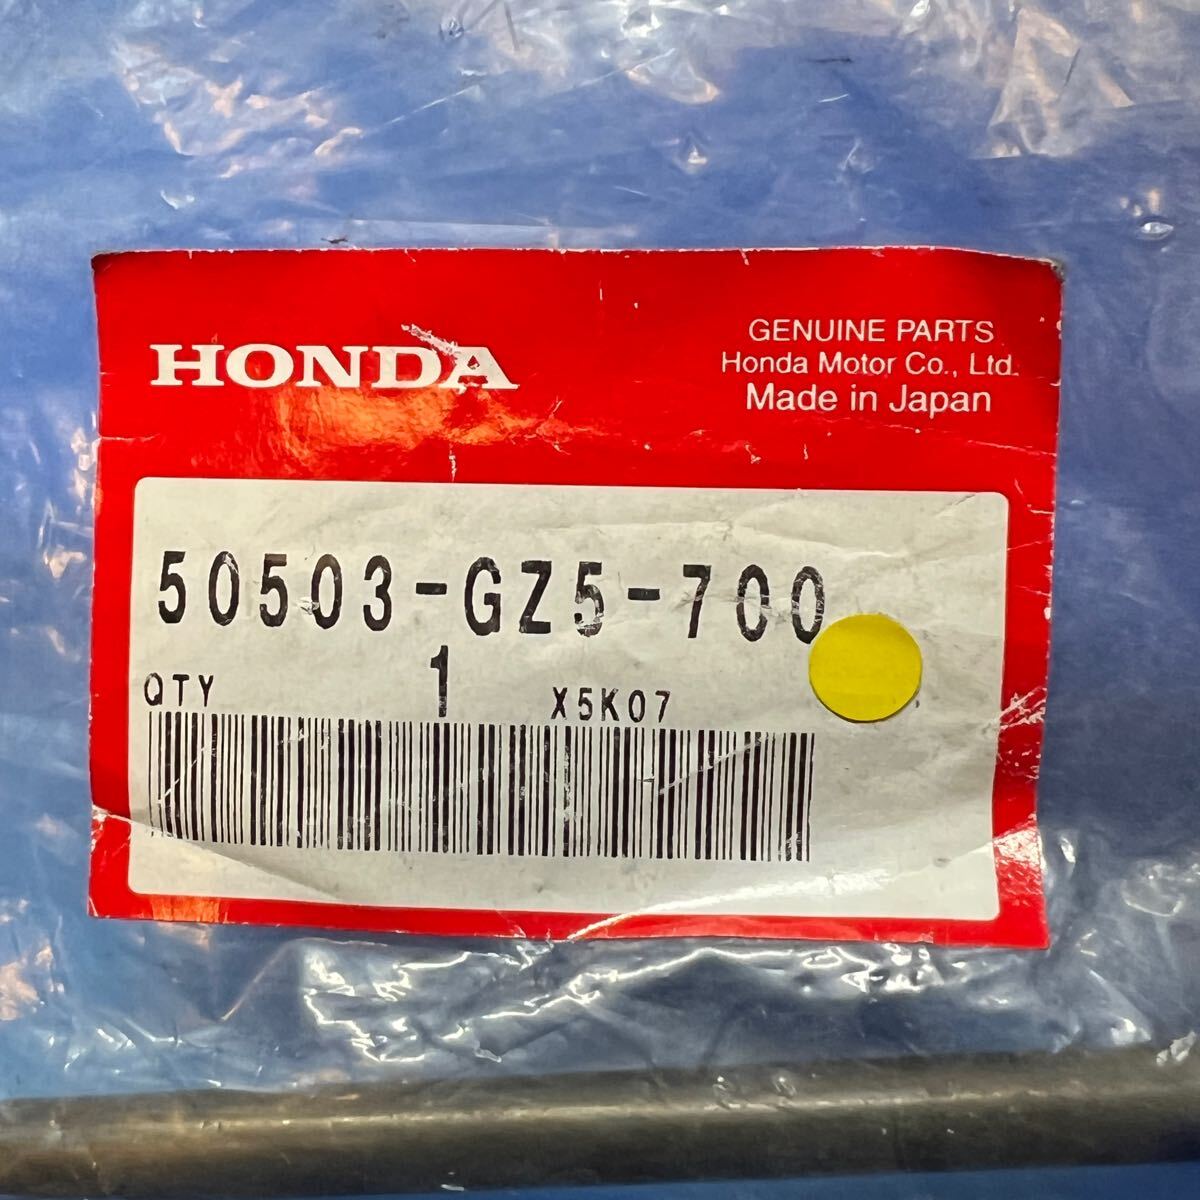 HONDA
GENUINE PARTS
Honda Motor Co., Ltd.
Made in Japan
50503-GZ5-700
QTY 1 X5K07